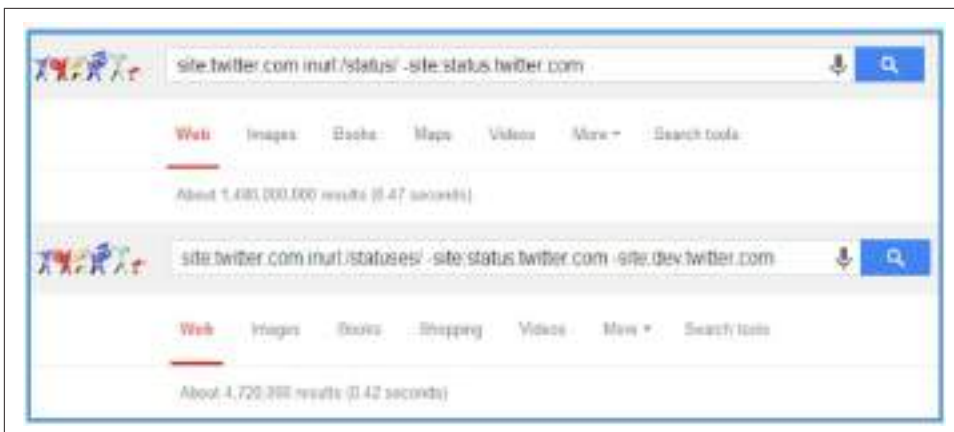 site:twitter.com inurl:/status/ -site:status.twitter.com
Web Images Books Maps Videos More Search tools
About 1,480,000,000 results (0.47 seconds)
site:twitter.com inurl:/statuses/ -site:status.twitter.com -site:dev.twitter.com
Web Images Books Shopping Videos More Search tools
About 4,720,000 results (0.42 seconds)